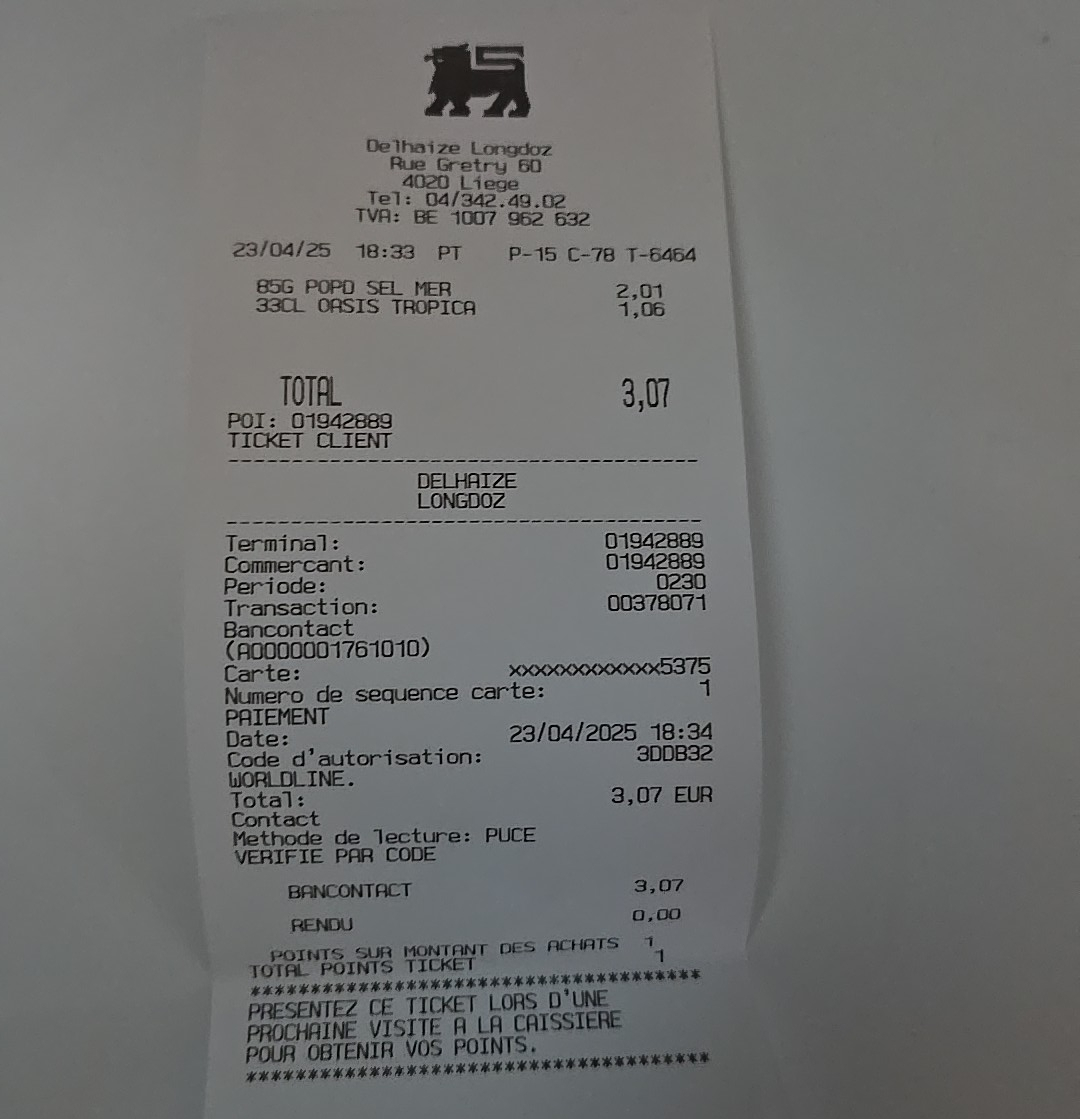 Delhaize Longdoz
Rue Gretry 60
4020 Liege
Tel: 04/342.49.02
TVA: BE 1007 962 632
23/04/25 18:33 PT P-15 C-78 T-6464
85G POPD SEL MER 2,01
33CL OASIS TROPICA 1,06
TOTAL 3,07
POI: 01942889
TICKET CLIENT
DELHAIZE
LONGDOZ
Terminal: 01942889
Commercant: 01942889
Periode: 0230
Transaction: 00378071
Bancontact
(A0000001761010)
Carte: xxxxxxxxxxxxx5375
Numero de sequence carte: 1
PAIEMENT
Date: 23/04/2025 18:34
Code d'autorisation: 3DDB32
WORLDLINE.
Total: 3,07 EUR
Contact
Methode de lecture: PUCE
VERIFIE PAR CODE
BANCONTACT 3,07
RENDU 0,00
POINTS SUR MONTANT DES ACHATS 1
TOTAL POINTS TICKET 1
**************************************
PRESENTEZ CE TICKET LORS D'UNE
PROCHAINE VISITE A LA CAISSIERE
POUR OBTENIR VOS POINTS.
**************************************